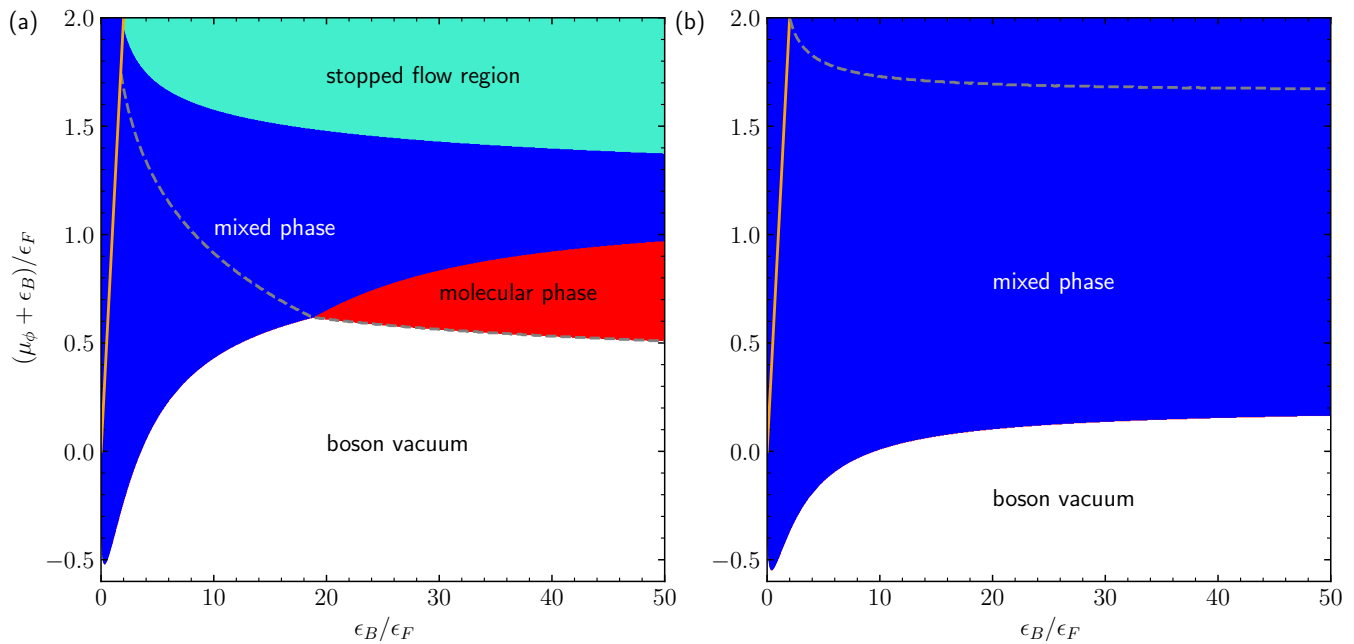 (a)
2.0
1.5
1.0
0.5
0.0
−0.5
(μ_ϕ + ϵ_B)/ϵ_F
stopped flow region
mixed phase
molecular phase
boson vacuum
0 10 20 30 40 50
ϵ_B/ϵ_F
(b)
2.0
1.5
1.0
0.5
0.0
−0.5
mixed phase
boson vacuum
0 10 20 30 40 50
ϵ_B/ϵ_F